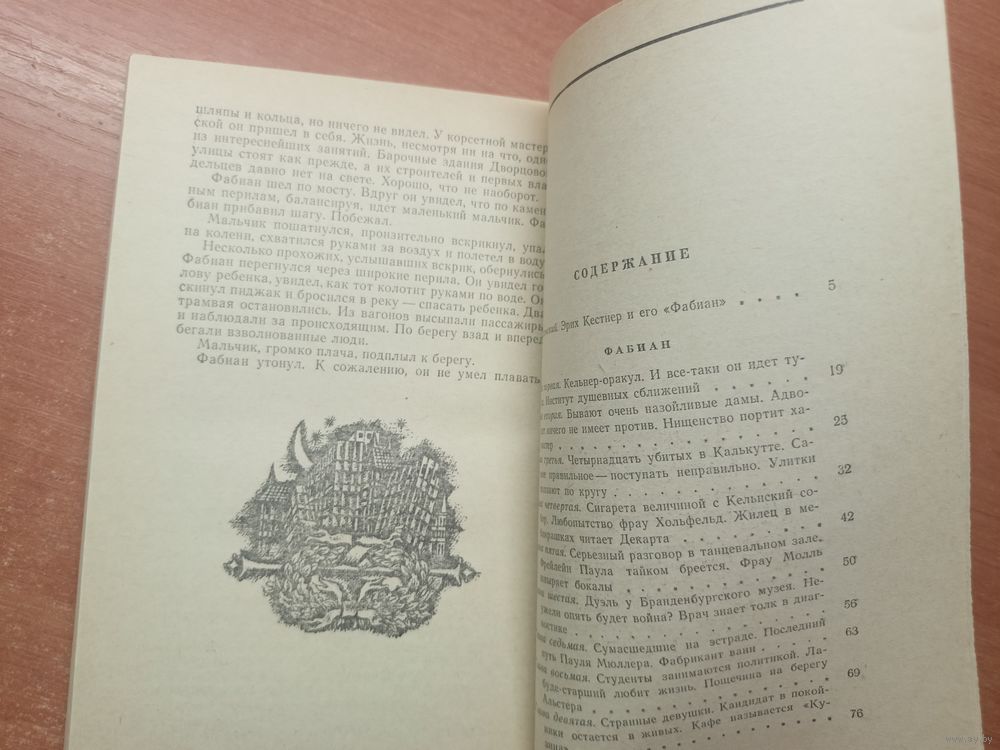 шляпы и кольца, но ничего не видел. У корсетной мастер
ской он пришел в себя. Жизнь, несмотря ни на что, одн
из интереснейших занятий. Барочные здания Дворцово
улицы стоят как прежде, а их строителей и первых вла
дельцев давно нет на свете. Хорошо, что не наоборот.
Фабиан шел по мосту. Вдруг он увидел, что по камен
ным перилам, балансируя, идет маленький мальчик. Фа
биан прибавил шагу. Побежал.
Мальчик пошатнулся, пронзительно вскрикнул, упа
на колени, схватился руками за воздух и полетел в воду
Несколько прохожих, услышавших вскрик, обернулись
Фабиан перегнулся через широкие перила. Он увидел го
лову ребенка, увидел, как тот колотит руками по воде. Он
скинул пиджак и бросился в реку — спасать ребенка. Два
трамвая остановились. Из вагонов высыпали пассажиры
и наблюдали за происходящим. По берегу взад и вперед
бегали взволнованные люди.
Мальчик, громко плача, подплыл к берегу.
Фабиан утонул. К сожалению, он не умел плавать
СОДЕРЖАНИЕ
Эрих Кестнер и его «Фабиан» . . . . 5
ФАБИАН
Кельнер-оракул. И все-таки он идет ту-
Институт душевных сближений . . . . . . 19
вторая. Бывают очень назойливые дамы. Адво-
ничего не имеет против. Нищенство портит ха-
. . . . . . . . . . . . . 25
третья. Четырнадцать убитых в Калькутте. Са-
правильное — поступать неправильно. Улитки
по кругу . . . . . . . . . . . 32
четвертая. Сигарета величиной с Кельнский со-
Любопытство фрау Хольфельд. Жилец в ме-
читает Декарта . . . . . . . . 42
пятая. Серьезный разговор в танцевальном зале.
Фрейлейн Паула тайком бреется. Фрау Молль
бокалы . . . . . . . . . . . 50
шестая. Дуэль у Бранденбургского музея. Не-
ужели опять будет война? Врач знает толк в диаг-
ностике . . . . . . . . . . . . 56
седьмая. Сумасшедшие на эстраде. Последний
путь Пауля Мюллера. Фабрикант ванн . . . . 63
восьмая. Студенты занимаются политикой. Ла-
буде-старший любит жизнь. Пощечина на берегу
Альстера . . . . . . . . . . . 69
девятая. Странные девушки. Кандидат в покой-
ники остается в живых. Кафе называется «Ку-
. . . . . . . . . . . . 76
www.ay.by